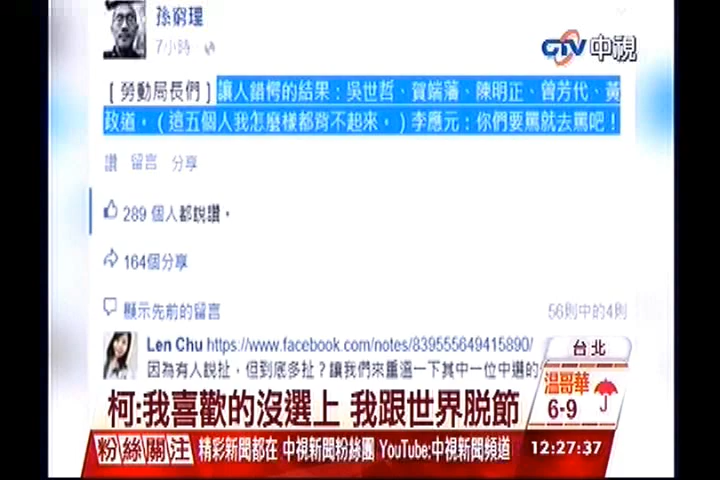 孫窮理
7小時
CTV中視
[勞動局長們]讓人錯愕的結果：吳世哲、賀端藩、陳明正、曾芳代、黃
政道。（這五個人我怎麼樣都背不起來。）李應元：你們要罵就去罵吧！
讚 留言 分享
289 個人都說讚。
164個分享
顯示先前的留言
56則中的4則
Len Chu https://www.facebook.com/notes/839555649415890/
因為有人說扯，但到底多扯？讓我們來重溫一下其中一位中選的
台北
柯:我喜歡的沒選上 我跟世界脫節
溫哥華
6-9
粉絲關注
精彩新聞都在 中視新聞粉絲團 YouTube:中視新聞頻道
12:27:37